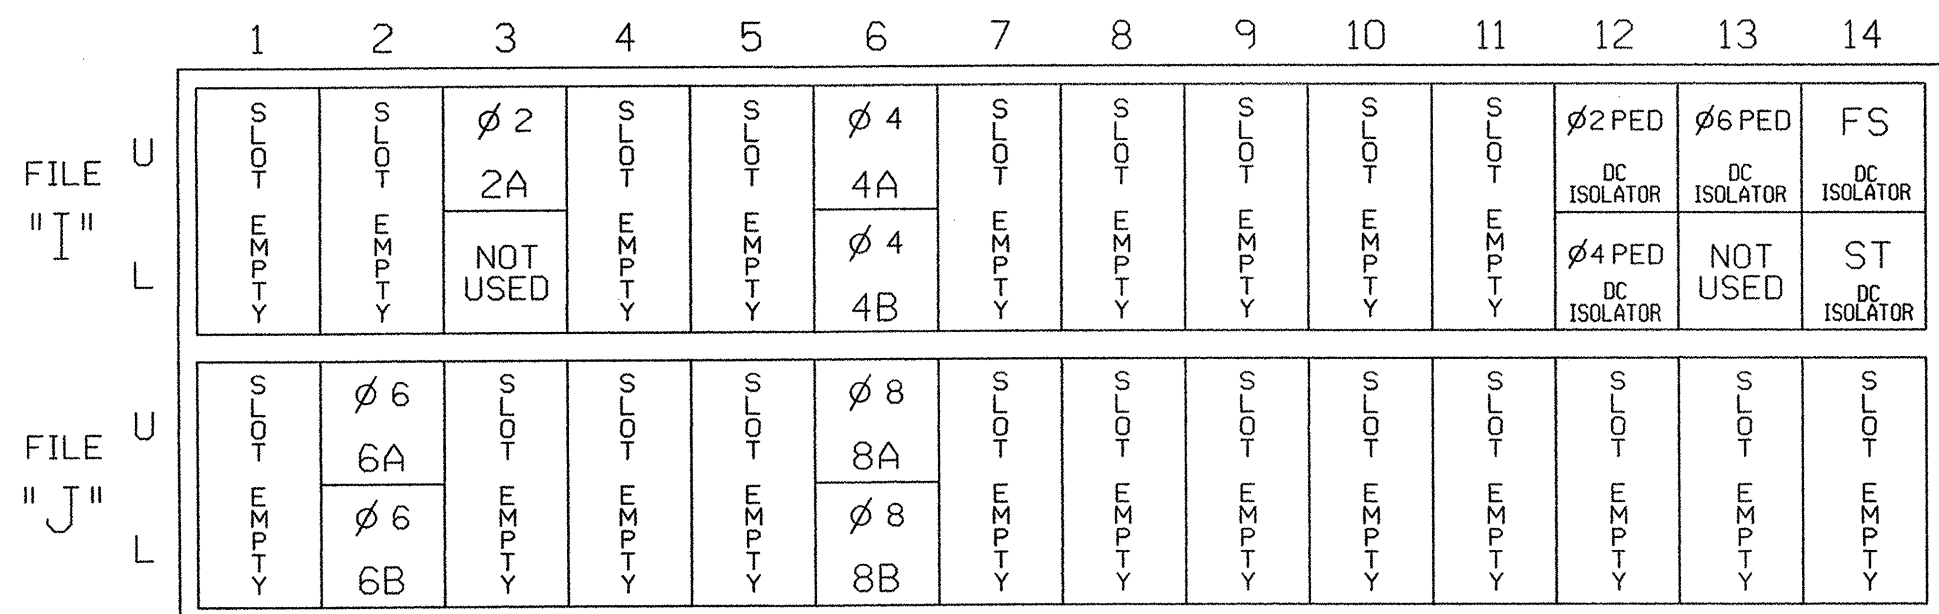 1 2 3 4 5 6 7 8 9 10 11 12 13 14
FILE "I"
U
L
SLOT EMPTY
SLOT EMPTY
Ø 2
2A
NOT
USED
SLOT EMPTY
SLOT EMPTY
Ø 4
4A
Ø 4
4B
SLOT EMPTY
SLOT EMPTY
SLOT EMPTY
SLOT EMPTY
SLOT EMPTY
Ø2 PED
DC
ISOLATOR
Ø4 PED
DC
ISOLATOR
Ø6 PED
DC
ISOLATOR
NOT
USED
FS
DC
ISOLATOR
ST
DC
ISOLATOR
FILE "J"
U
L
SLOT EMPTY
Ø 6
6A
Ø 6
6B
SLOT EMPTY
SLOT EMPTY
SLOT EMPTY
Ø 8
8A
Ø 8
8B
SLOT EMPTY
SLOT EMPTY
SLOT EMPTY
SLOT EMPTY
SLOT EMPTY
SLOT EMPTY
SLOT EMPTY
SLOT EMPTY